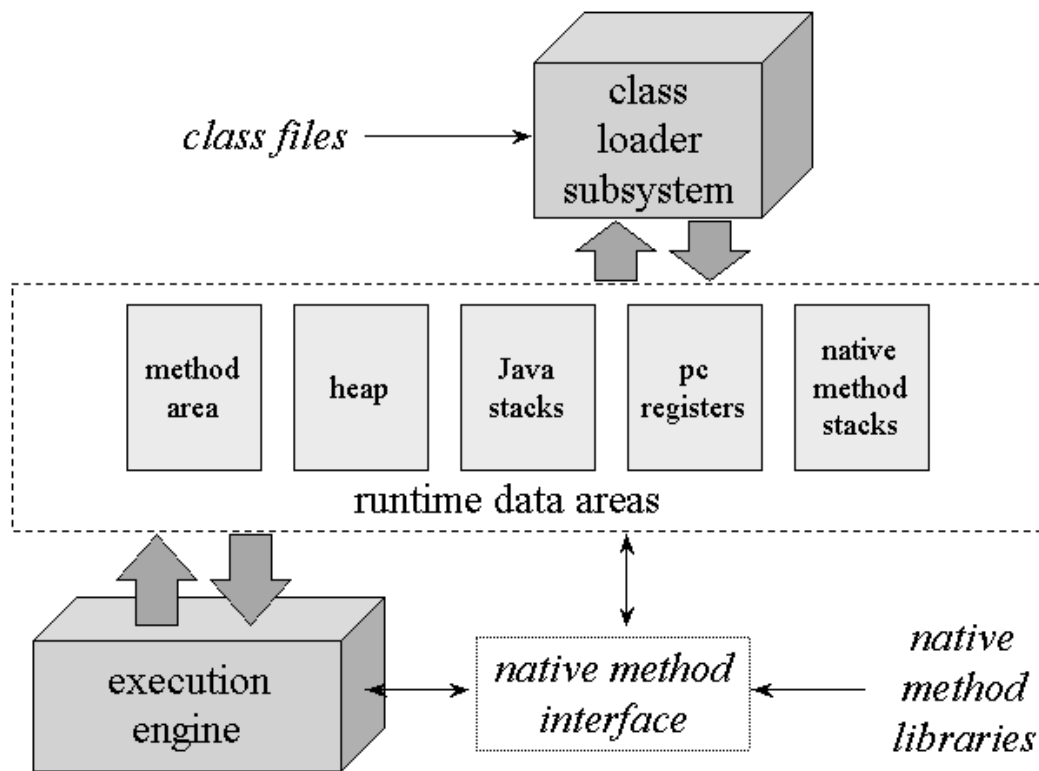 class
loader
subsystem
class files
method
area
heap
Java
stacks
pc
registers
native
method
stacks
runtime data areas
execution
engine
native method
interface
native
method
libraries